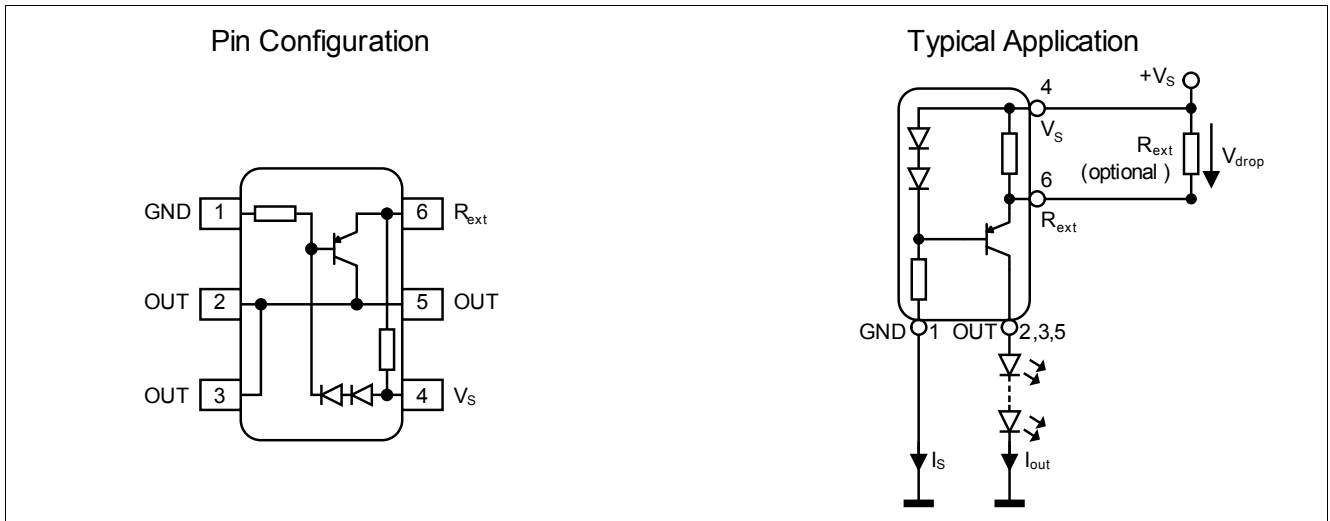 Pin Configuration
GND 1
6 Rext
OUT 2
5 OUT
OUT 3
4 VS
Typical Application
+VS
4
VS
Rext
(optional )
Vdrop
6
Rext
GND 1 OUT 2,3,5
IS
Iout